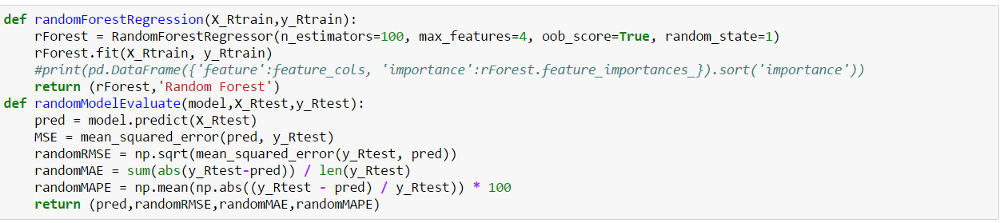 def randomForestRegression(X_Rtrain,y_Rtrain):
    rForest = RandomForestRegressor(n_estimators=100, max_features=4, oob_score=True, random_state=1)
    rForest.fit(X_Rtrain, y_Rtrain)
    #print(pd.DataFrame({'feature':feature_cols, 'importance':rForest.feature_importances_}).sort('importance'))
    return (rForest,'Random Forest')
def randomModelEvaluate(model,X_Rtest,y_Rtest):
    pred = model.predict(X_Rtest)
    MSE = mean_squared_error(pred, y_Rtest)
    randomRMSE = np.sqrt(mean_squared_error(y_Rtest, pred))
    randomMAE = sum(abs(y_Rtest-pred)) / len(y_Rtest)
    randomMAPE = np.mean(np.abs((y_Rtest - pred) / y_Rtest)) * 100
    return (pred,randomRMSE,randomMAE,randomMAPE)